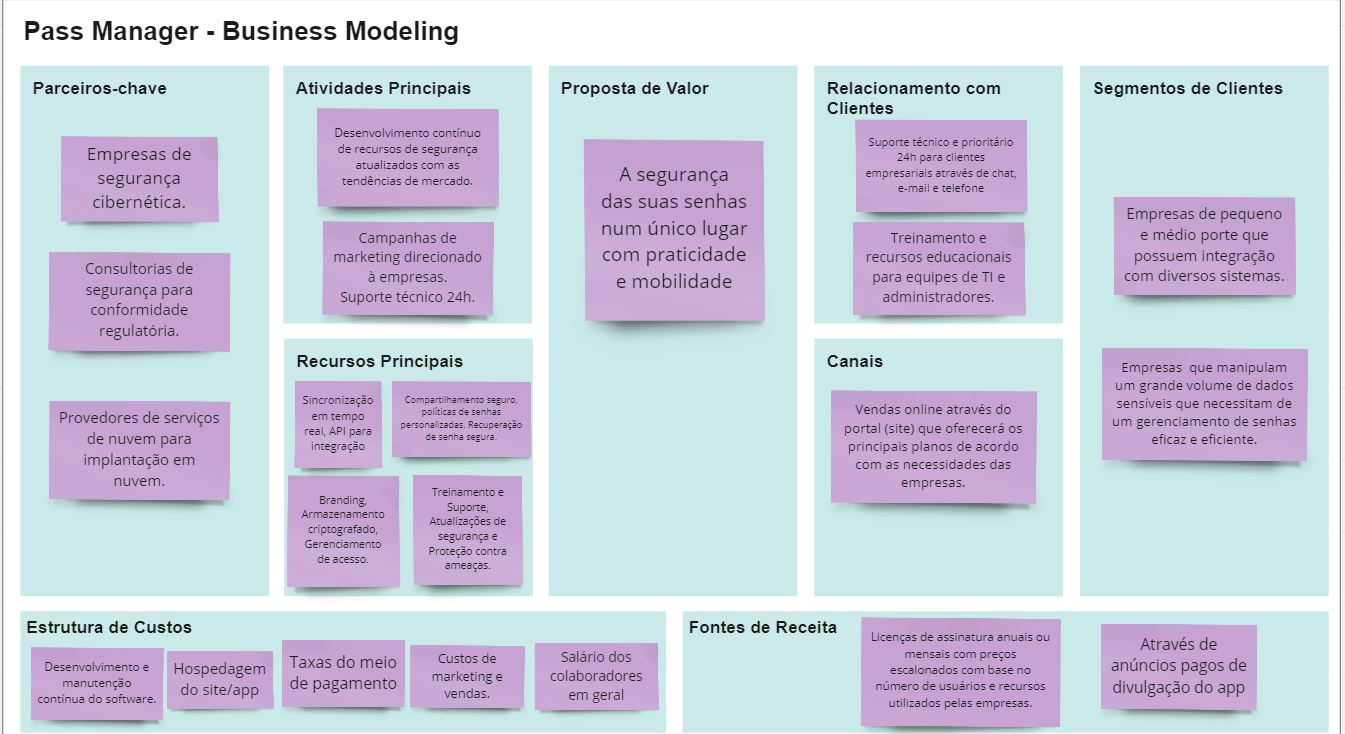 Pass Manager - Business Modeling
Parceiros-chave
Empresas de
segurança
cibernética.
Consultorias de
segurança para
conformidade
regulatória.
Provedores de serviços
de nuvem para
implantação em
nuvem.
Atividades Principais
Desenvolvimento contínuo
de recursos de segurança
atualizados com as
tendências de mercado.
Campanhas de
marketing direcionado
à empresas.
Suporte técnico 24h.
Recursos Principais
Sincronização
em tempo
real, API para
integração
Compartilhamento seguro,
políticas de senhas
personalizadas, Recuperação
de senha segura.
Branding,
Armazenamento
criptografado,
Gerenciamento
de acesso.
Treinamento e
Suporte,
Atualizações de
segurança e
Proteção contra
ameaças.
Proposta de Valor
A segurança
das suas senhas
num único lugar
com praticidade
e mobilidade
Relacionamento com
Clientes
Suporte técnico e prioritário
24h para clientes
empresariais através de chat,
e-mail e telefone
Treinamento e
recursos educacionais
para equipes de TI e
administradores.
Canais
Vendas online através do
portal (site) que oferecerá os
principais planos de acordo
com as necessidades das
empresas.
Segmentos de Clientes
Empresas de pequeno
e médio porte que
possuem integração
com diversos sistemas.
Empresas que manipulam
um grande volume de dados
sensíveis que necessitam de
um gerenciamento de senhas
eficaz e eficiente.
Estrutura de Custos
Desenvolvimento e
manutenção
contínua do software.
Hospedagem
do site/app
Taxas do meio
de pagamento
Custos de
marketing e
vendas.
Salário dos
colaboradores
em geral
Fontes de Receita
Licenças de assinatura anuais ou
mensais com preços
escalonados com base no
número de usuários e recursos
utilizados pelas empresas.
Através de
anúncios pagos de
divulgação do app